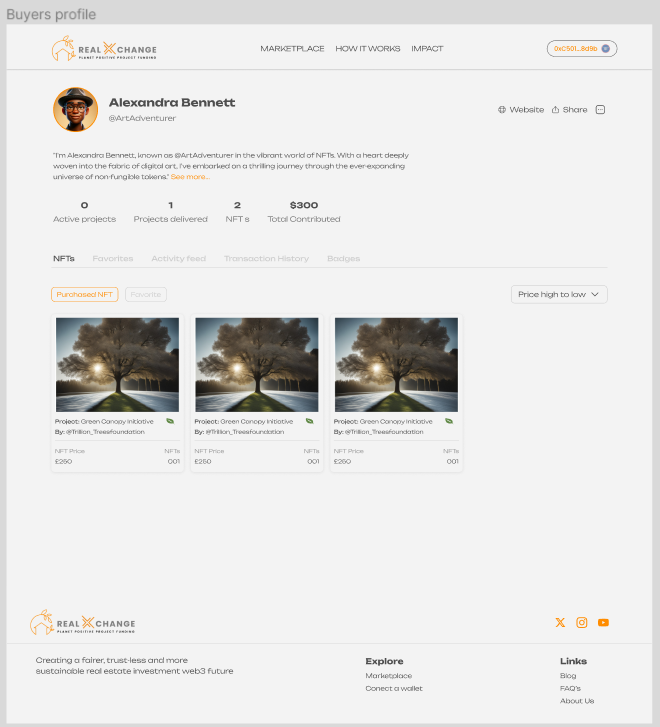 Buyers profile
REAL XCHANGE
PLANET POSITIVE PROJECT FUNDING
MARKETPLACE HOW IT WORKS IMPACT
0xC501...8d9b
Alexandra Bennett
@ArtAdventurer
Website Share
"I'm Alexandra Bennett, known as @ArtAdventurer in the vibrant world of NFTs. With a heart deeply
woven into the fabric of digital art, I've embarked on a thrilling journey through the ever-expanding
universe of non-fungible tokens." See more...
0 1 2 $300
Active projects Projects delivered NFT s Total Contributed
NFTs Favorites Activity feed Transaction History Badges
Purchased NFT Favorite Price high to low
Project: Green Canopy Initiative
By: @Trillion_Treesfoundation
NFT Price NFTs
£250 001
Project: Green Canopy Initiative
By: @Trillion_Treesfoundation
NFT Price NFTs
£250 001
Project: Green Canopy Initiative
By: @Trillion_Treesfoundation
NFT Price NFTs
£250 001
REAL XCHANGE
PLANET POSITIVE PROJECT FUNDING
Creating a fairer, trust-less and more
sustainable real estate investment web3 future
Explore
Marketplace
Conect a wallet
Links
Blog
FAQ's
About Us